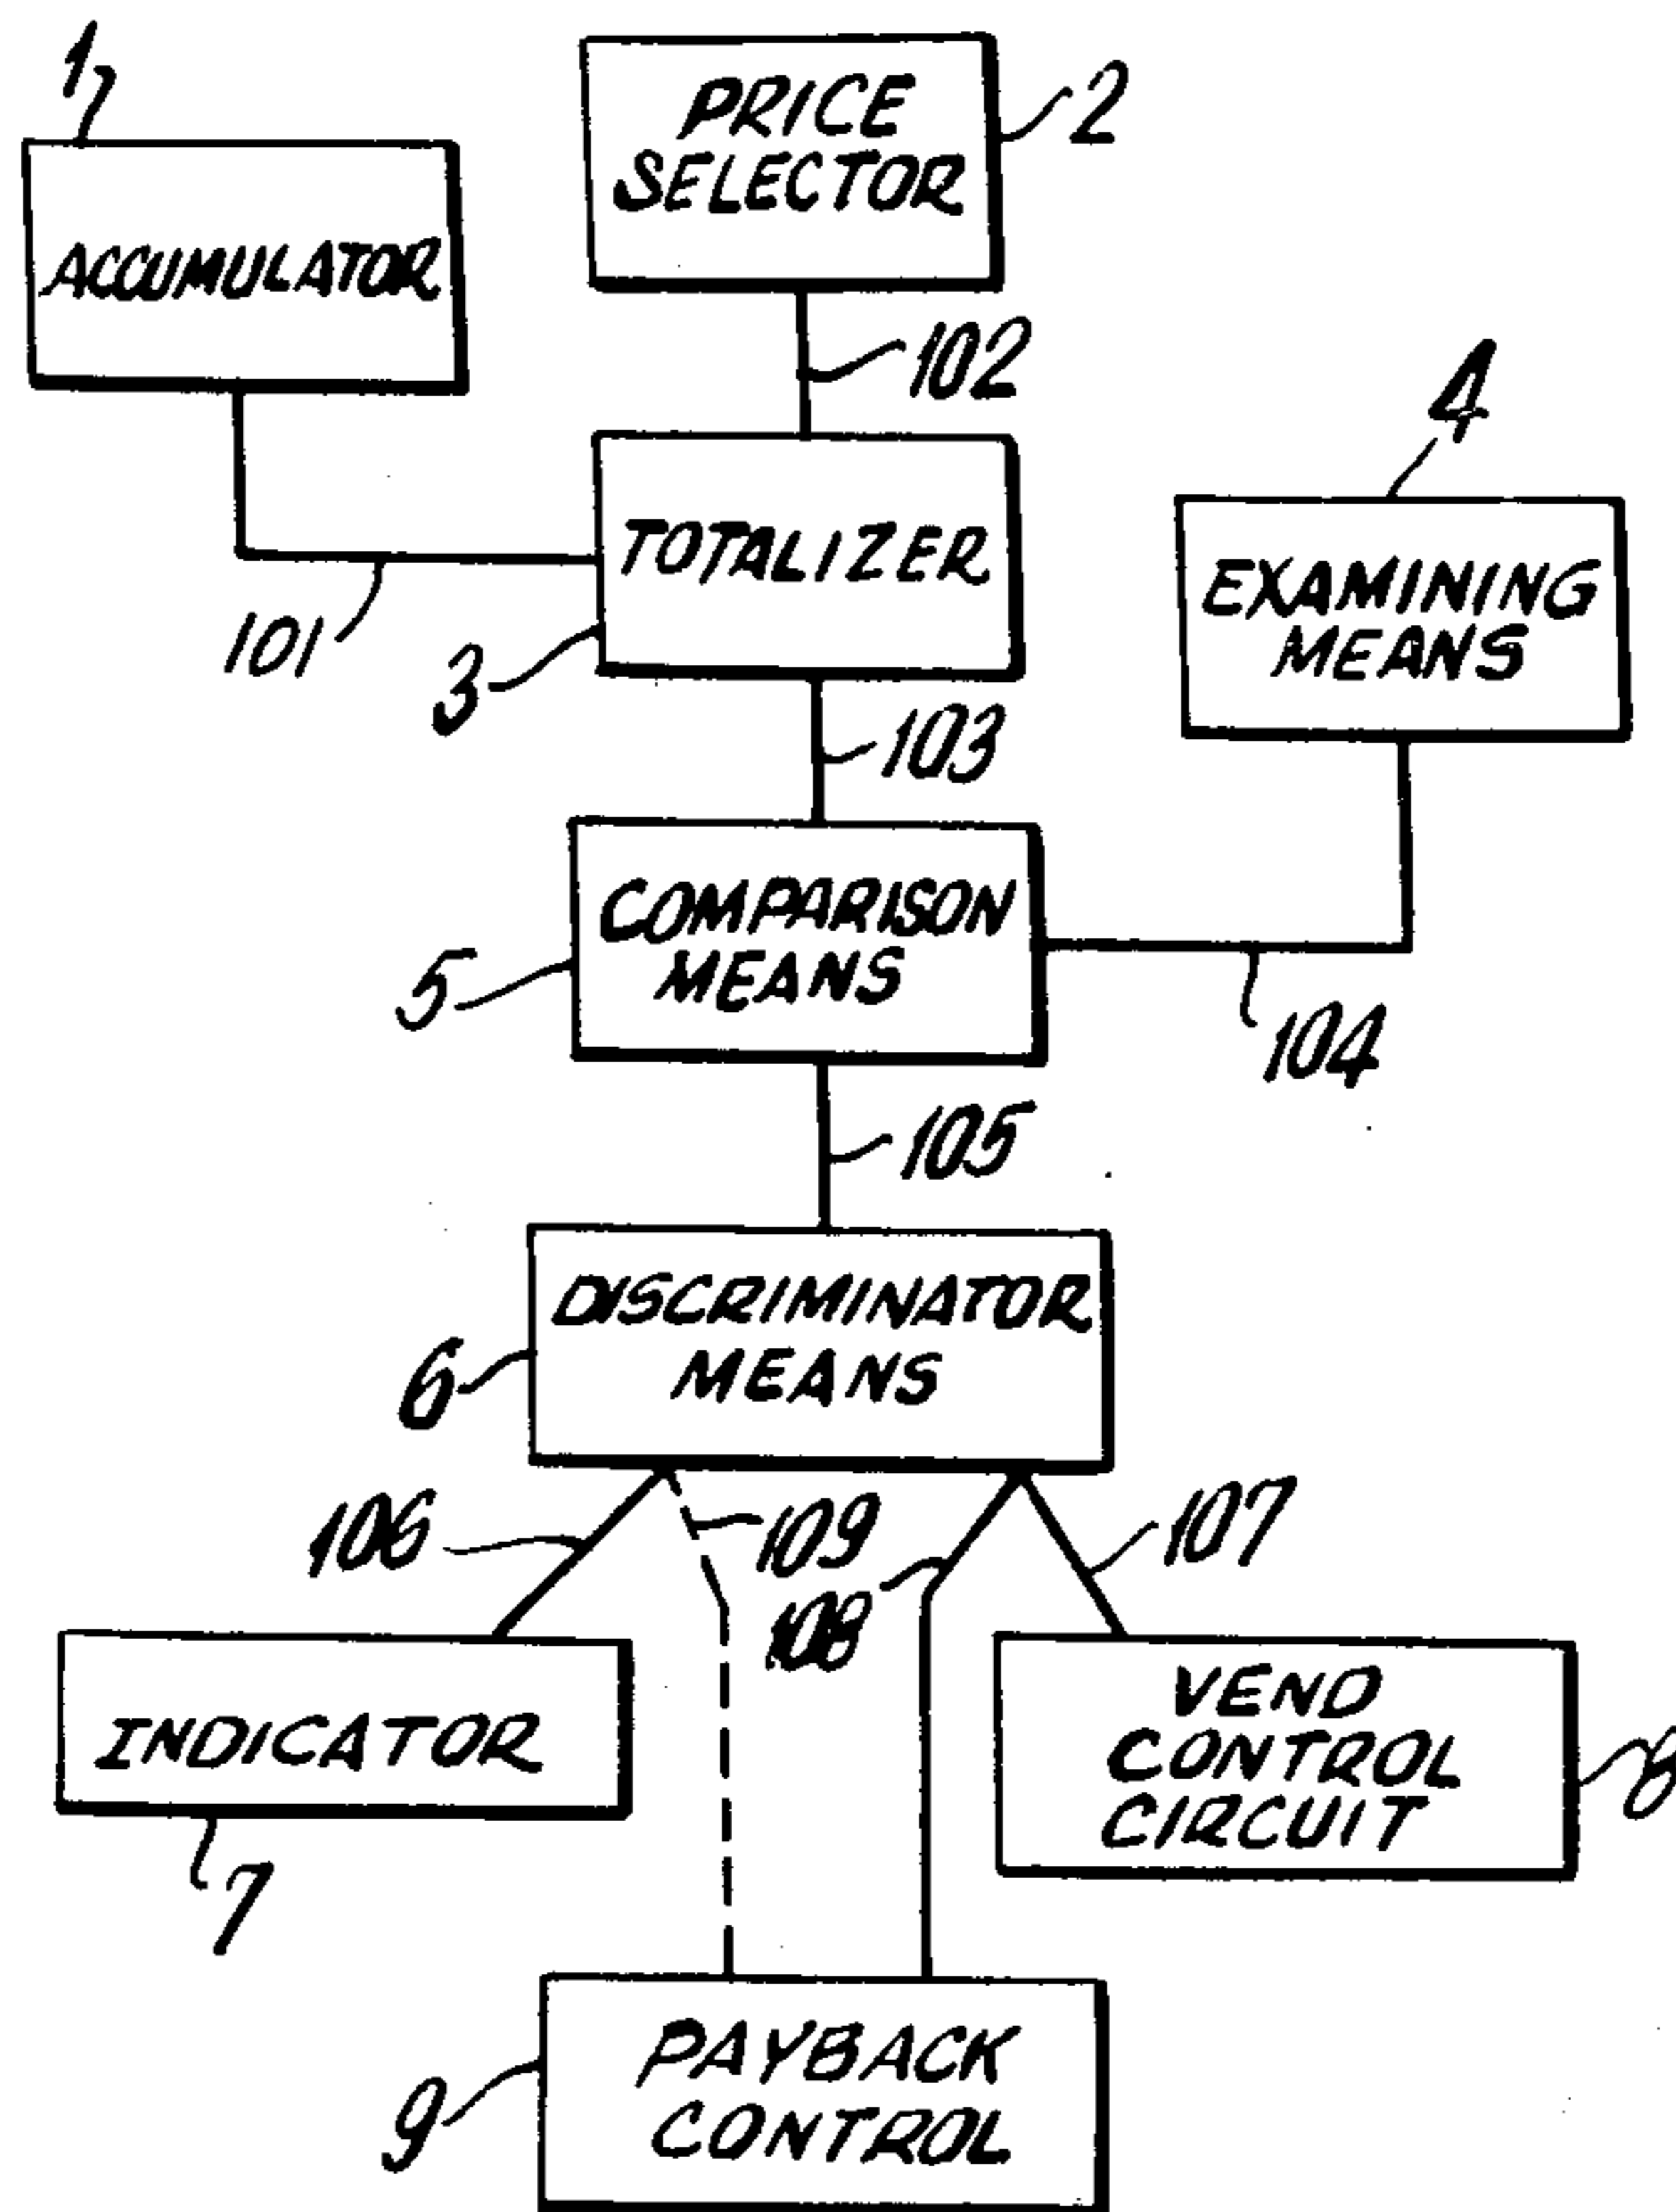 1
PRICE
SELECTOR
2
ACCUMULATOR
102
4
TOTALIZER
EXAMINING
MEANS
101
3
103
COMPARISON
MEANS
5
104
105
DISCRIMINATOR
MEANS
6
106
109
107
108
INDICATOR
VEND
CONTROL
CIRCUIT
8
7
PAYBACK
CONTROL
9